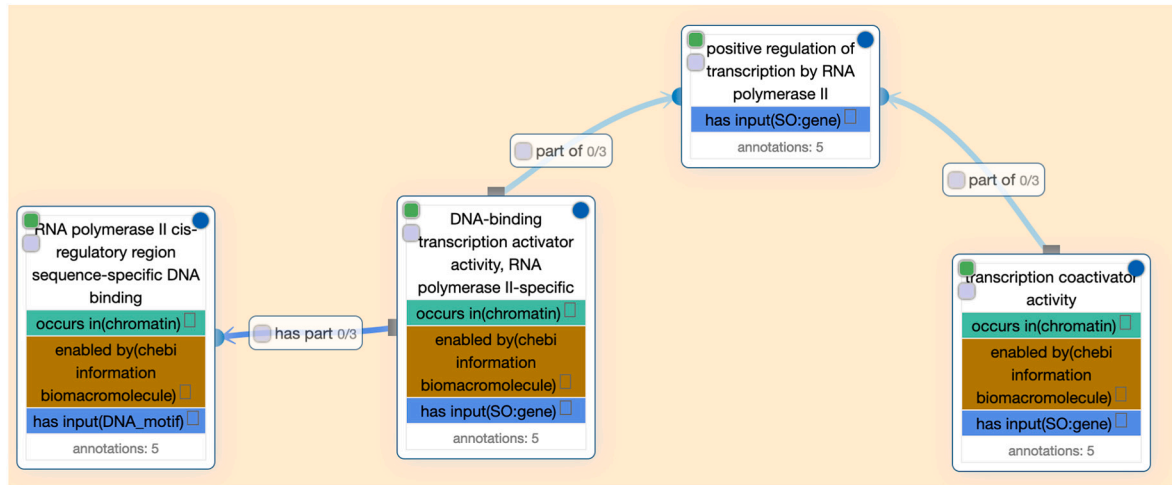 positive regulation of
transcription by RNA
polymerase II
has input(SO:gene)
annotations: 5
part of 0/3
part of 0/3
RNA polymerase II cis-
regulatory region
sequence-specific DNA
binding
occurs in(chromatin)
enabled by(chebi
information
biomacromolecule)
has input(DNA_motif)
annotations: 5
has part 0/3
DNA-binding
transcription activator
activity, RNA
polymerase II-specific
occurs in(chromatin)
enabled by(chebi
information
biomacromolecule)
has input(SO:gene)
annotations: 5
transcription coactivator
activity
occurs in(chromatin)
enabled by(chebi
information
biomacromolecule)
has input(SO:gene)
annotations: 5